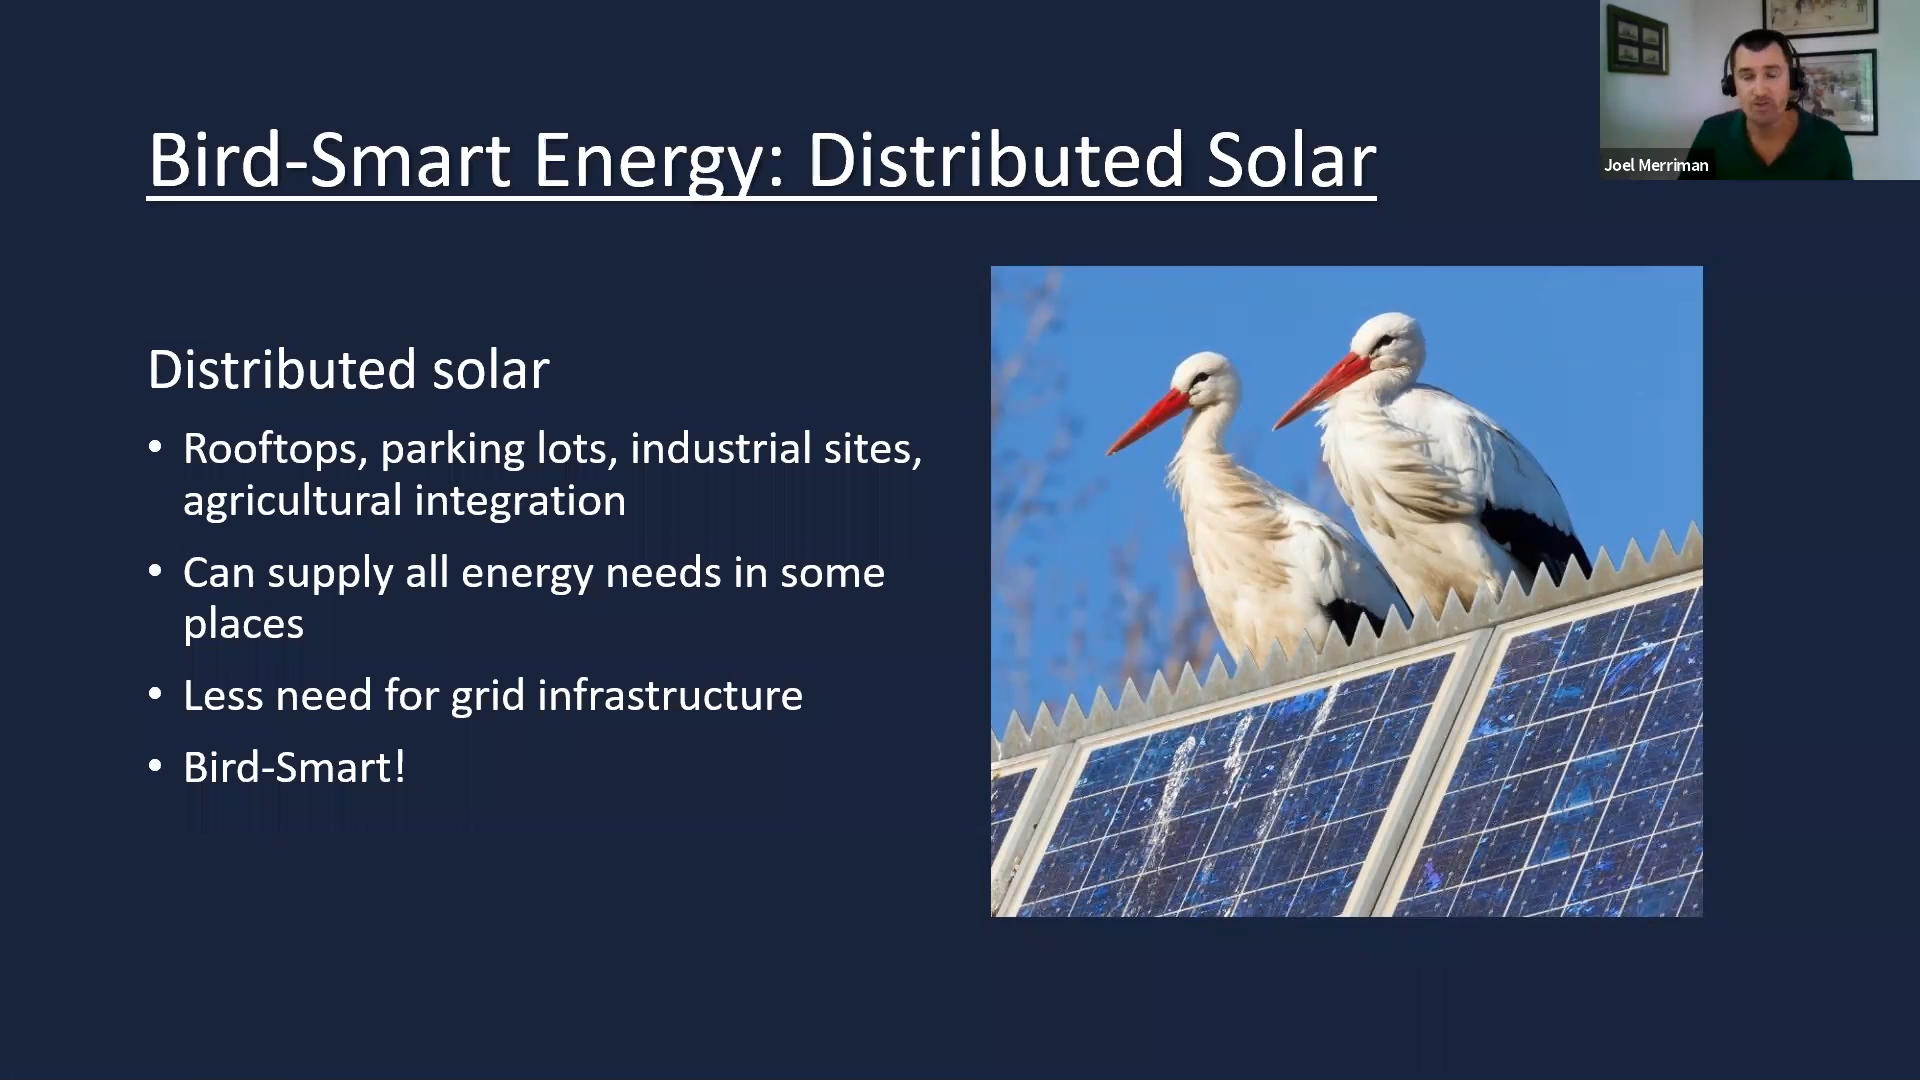 Bird-Smart Energy: Distributed Solar
Joel Merriman
Distributed solar
• Rooftops, parking lots, industrial sites,
agricultural integration
• Can supply all energy needs in some
places
• Less need for grid infrastructure
• Bird-Smart!